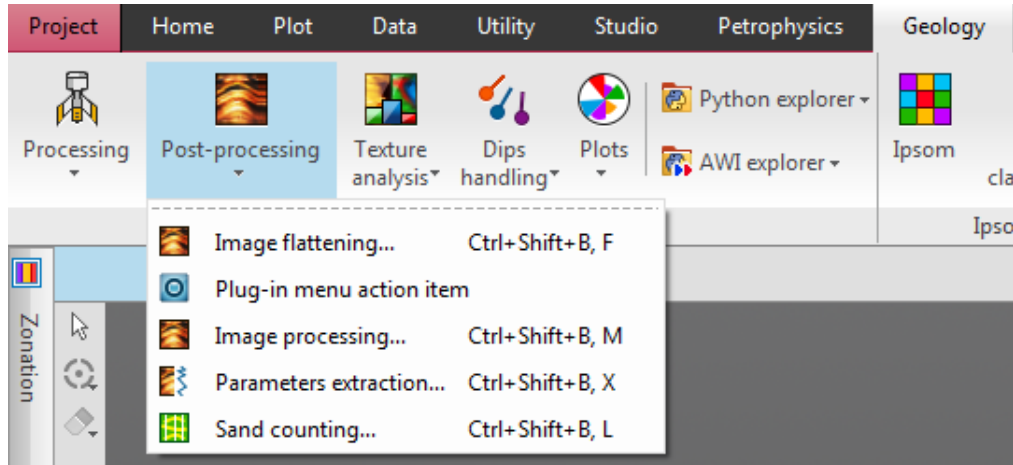 Project Home Plot Data Utility Studio Petrophysics Geology
Processing Post-processing Texture analysis Dips handling Plots Python explorer AWI explorer Ipsom cla
Ipso
Image flattening... Ctrl+Shift+B, F
Plug-in menu action item
Image processing... Ctrl+Shift+B, M
Parameters extraction... Ctrl+Shift+B, X
Sand counting... Ctrl+Shift+B, L
Zonation